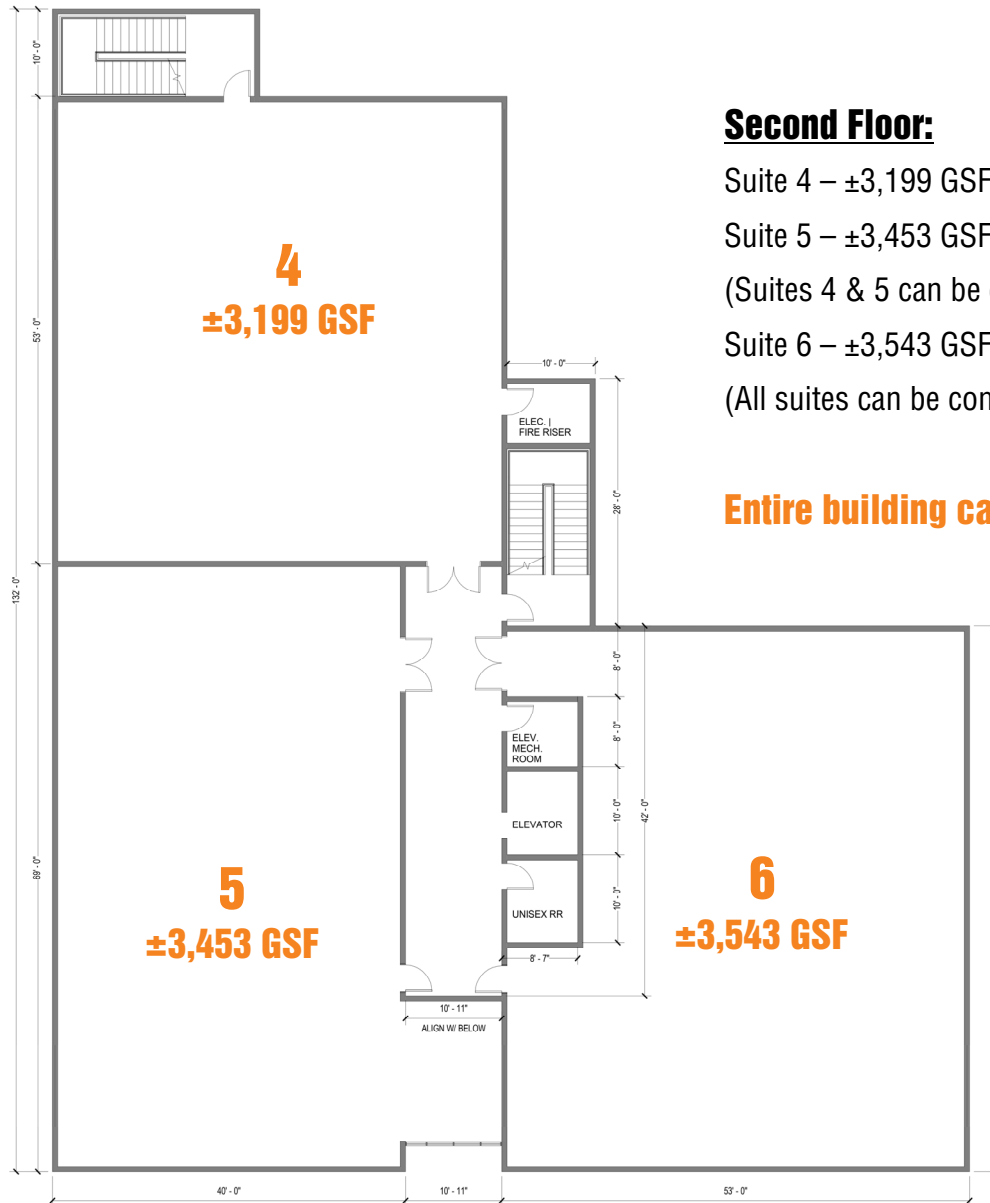 10' - 0"
Second Floor:
Suite 4 – ±3,199 GSF
Suite 5 – ±3,453 GSF
(Suites 4 & 5 can be
Suite 6 – ±3,543 GSF
(All suites can be con
Entire building ca
4
±3,199 GSF
53' - 0"
10' - 0"
ELEC. |
FIRE RISER
28' - 0"
132' - 0"
8' - 0"
ELEV.
MECH.
ROOM
8' - 0"
ELEVATOR
10' - 0"
42' - 0"
69' - 0"
5
±3,453 GSF
UNISEX RR
10' - 0"
8' - 7"
6
±3,543 GSF
10' - 11"
ALIGN W/ BELOW
40' - 0"
10' - 11"
53' - 0"